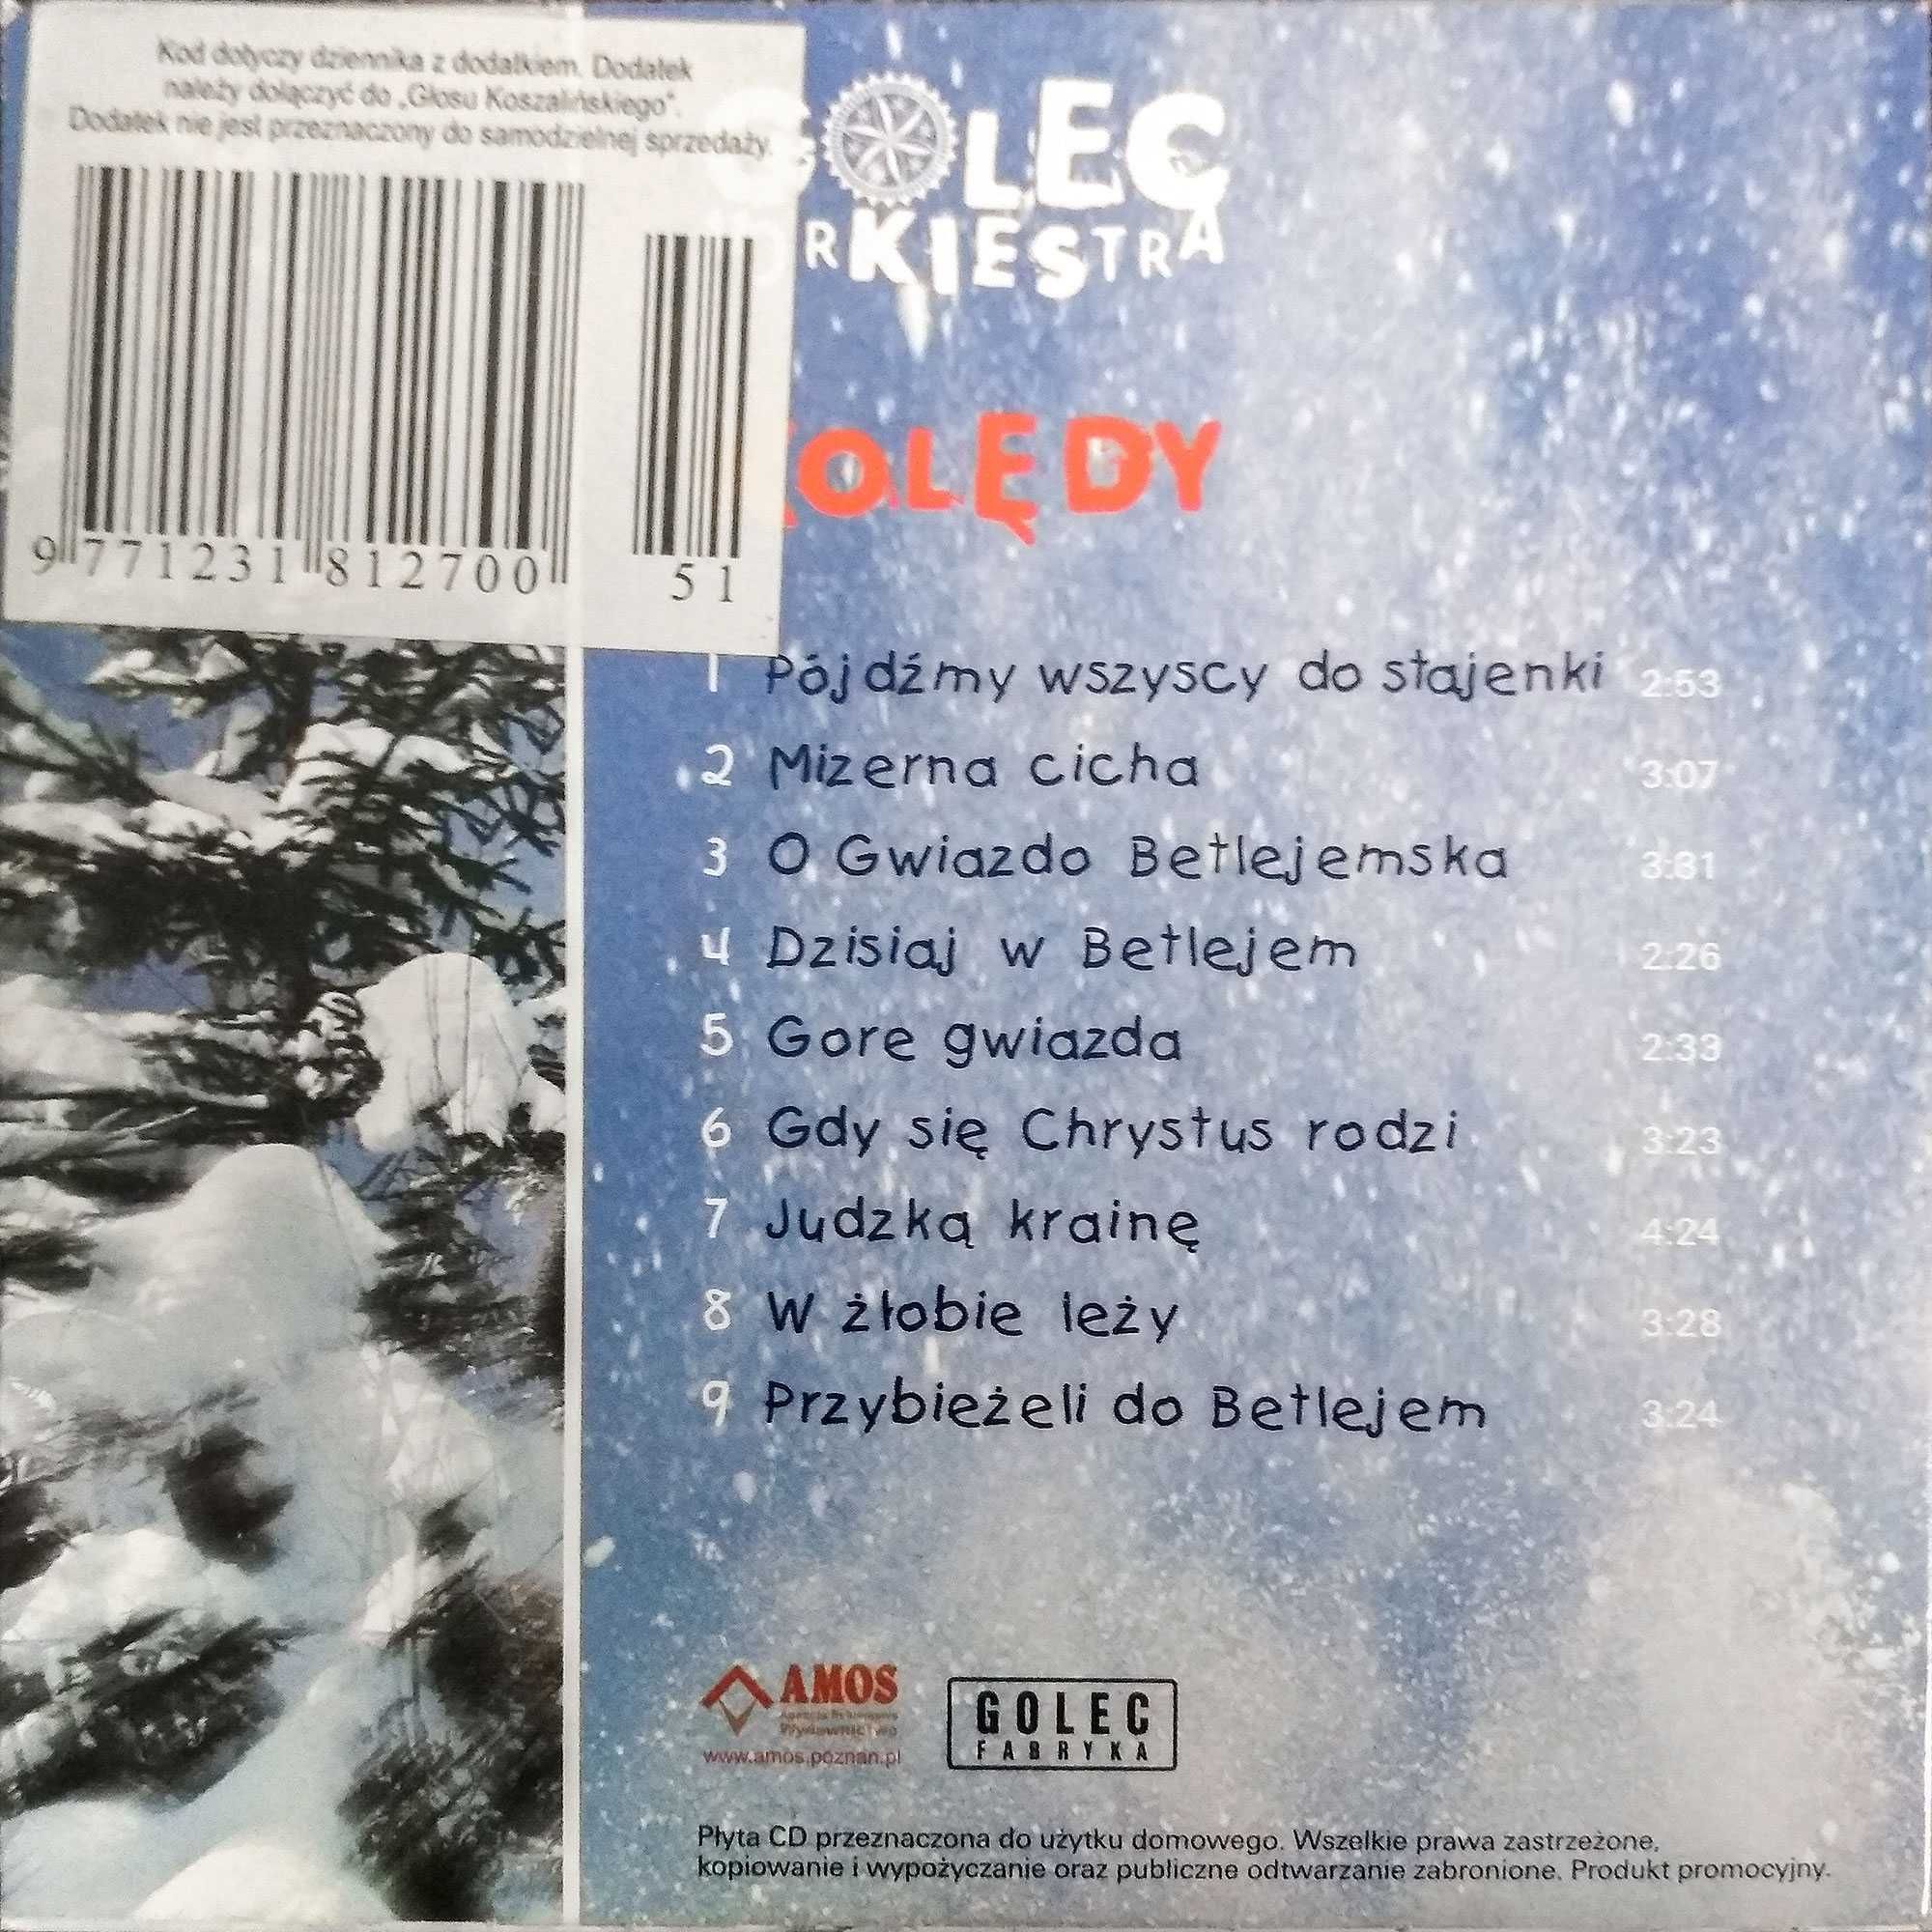 Kod dotyczy dziennika z dodatkiem. Dodatek
należy dołączyć do „Głosu Koszalińskiego".
Dodatek nie jest przeznaczony do samodzielnej sprzedaży.
9 771231 812700
51
GOLEC
ORKIESTRA
OLĘDY
1 Pójdźmy wszyscy do stajenki 2:53
2 Mizerna cicha 3:07
3 O Gwiazdo Betlejemska 3:31
4 Dzisiaj w Betlejem 2:26
5 Gore gwiazda 2:33
6 Gdy się Chrystus rodzi 3:23
7 Judzką krainę 4:24
8 W żłobie leży 3:28
9 Przybieżeli do Betlejem 3:24
AMOS
Wydawnictwo
www.amos.poznan.pl
GOLEC
FABRYKA
Płyta CD przeznaczona do użytku domowego. Wszelkie prawa zastrzeżone,
kopiowanie i wypożyczanie oraz publiczne odtwarzanie zabronione. Produkt promocyjny.